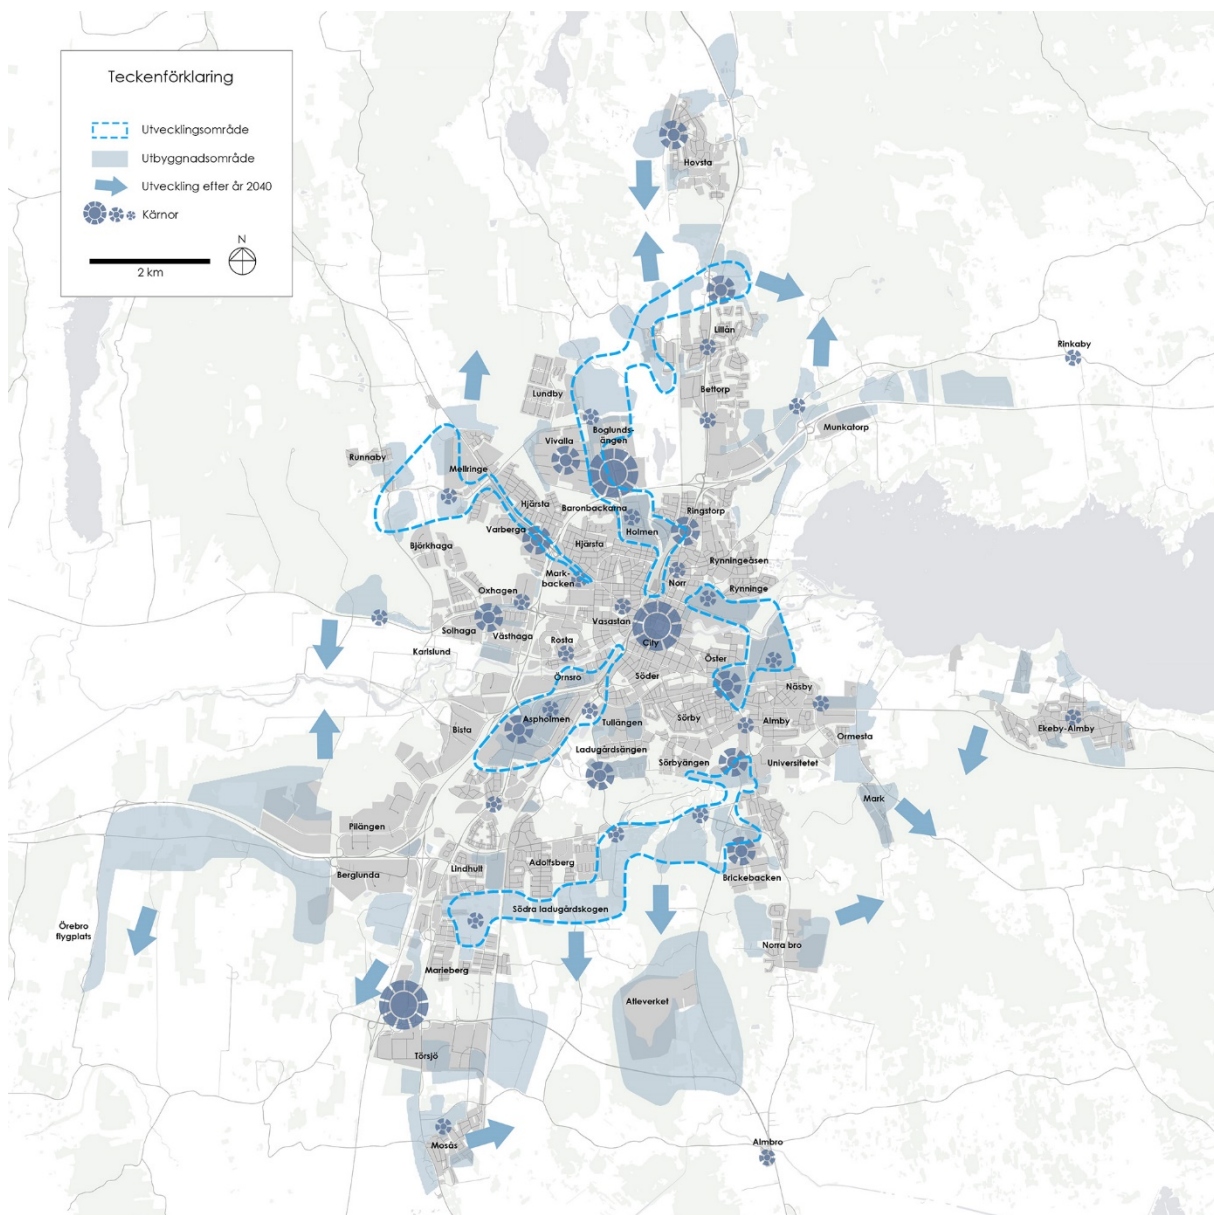 Teckenförklaring
Utvecklingsområde
Utbyggnadsområde
Utveckling efter år 2040
Kärnor
2 km
N
Hovsta
Lillån
Rinkaby
Lundby
Bettorp
Boglunds-
ängen
Munkatorp
Vivalla
Runnaby
Mellringe
Hjärsta
Baronbackarna
Ringstorp
Varberga
Holmen
Björkhaga
Hjärsta
Rynningeåsen
Mark-
backen
Norr
Rynninge
Oxhagen
Vasastan
Solhaga
Västhaga
Rosta
City
Karlslund
Öster
Örnsro
Söder
Näsby
Aspholmen
Tullängen
Sörby
Almby
Bista
Ormesta
Ekeby-Almby
Ladugårdsängen
Sörbyängen
Universitetet
Mark
Pilängen
Adolfsberg
Lindhult
Berglunda
Brickebacken
Södra ladugårdskogen
Örebro
flygplats
Norra bro
Marieberg
Atleverket
Törsjö
Mosås
Almbro